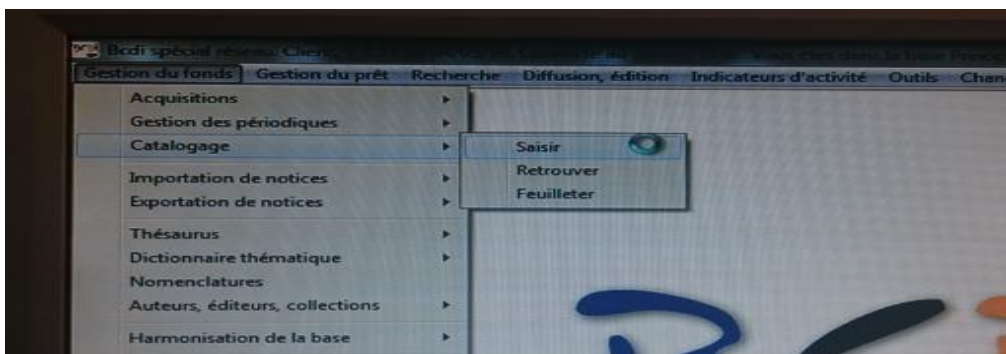 Bcdi spécial réseau. Client
Gestion du fonds Gestion du prêt Recherche Diffusion, édition Indicateurs d'activité Outils Chan
Acquisitions
Gestion des périodiques
Catalogage
Saisir
Retrouver
Feuilleter
Importation de notices
Exportation de notices
Thésaurus
Dictionnaire thématique
Nomenclatures
Auteurs, éditeurs, collections
Harmonisation de la base